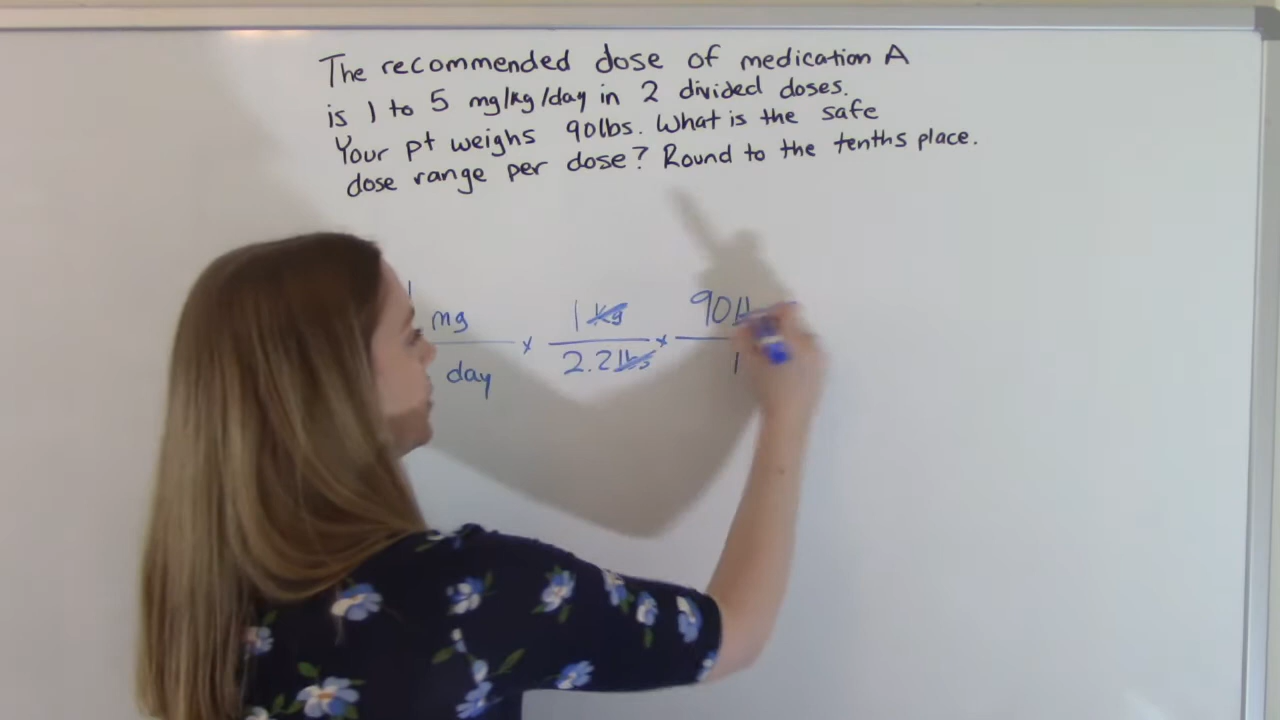 The recommended dose of medication A
is 1 to 5 mg/kg/day in 2 divided doses.
Your pt weighs 90lbs. What is the safe
dose range per dose? Round to the tenths place.
mg × 1 kg × 90
day 2.2lbs 1